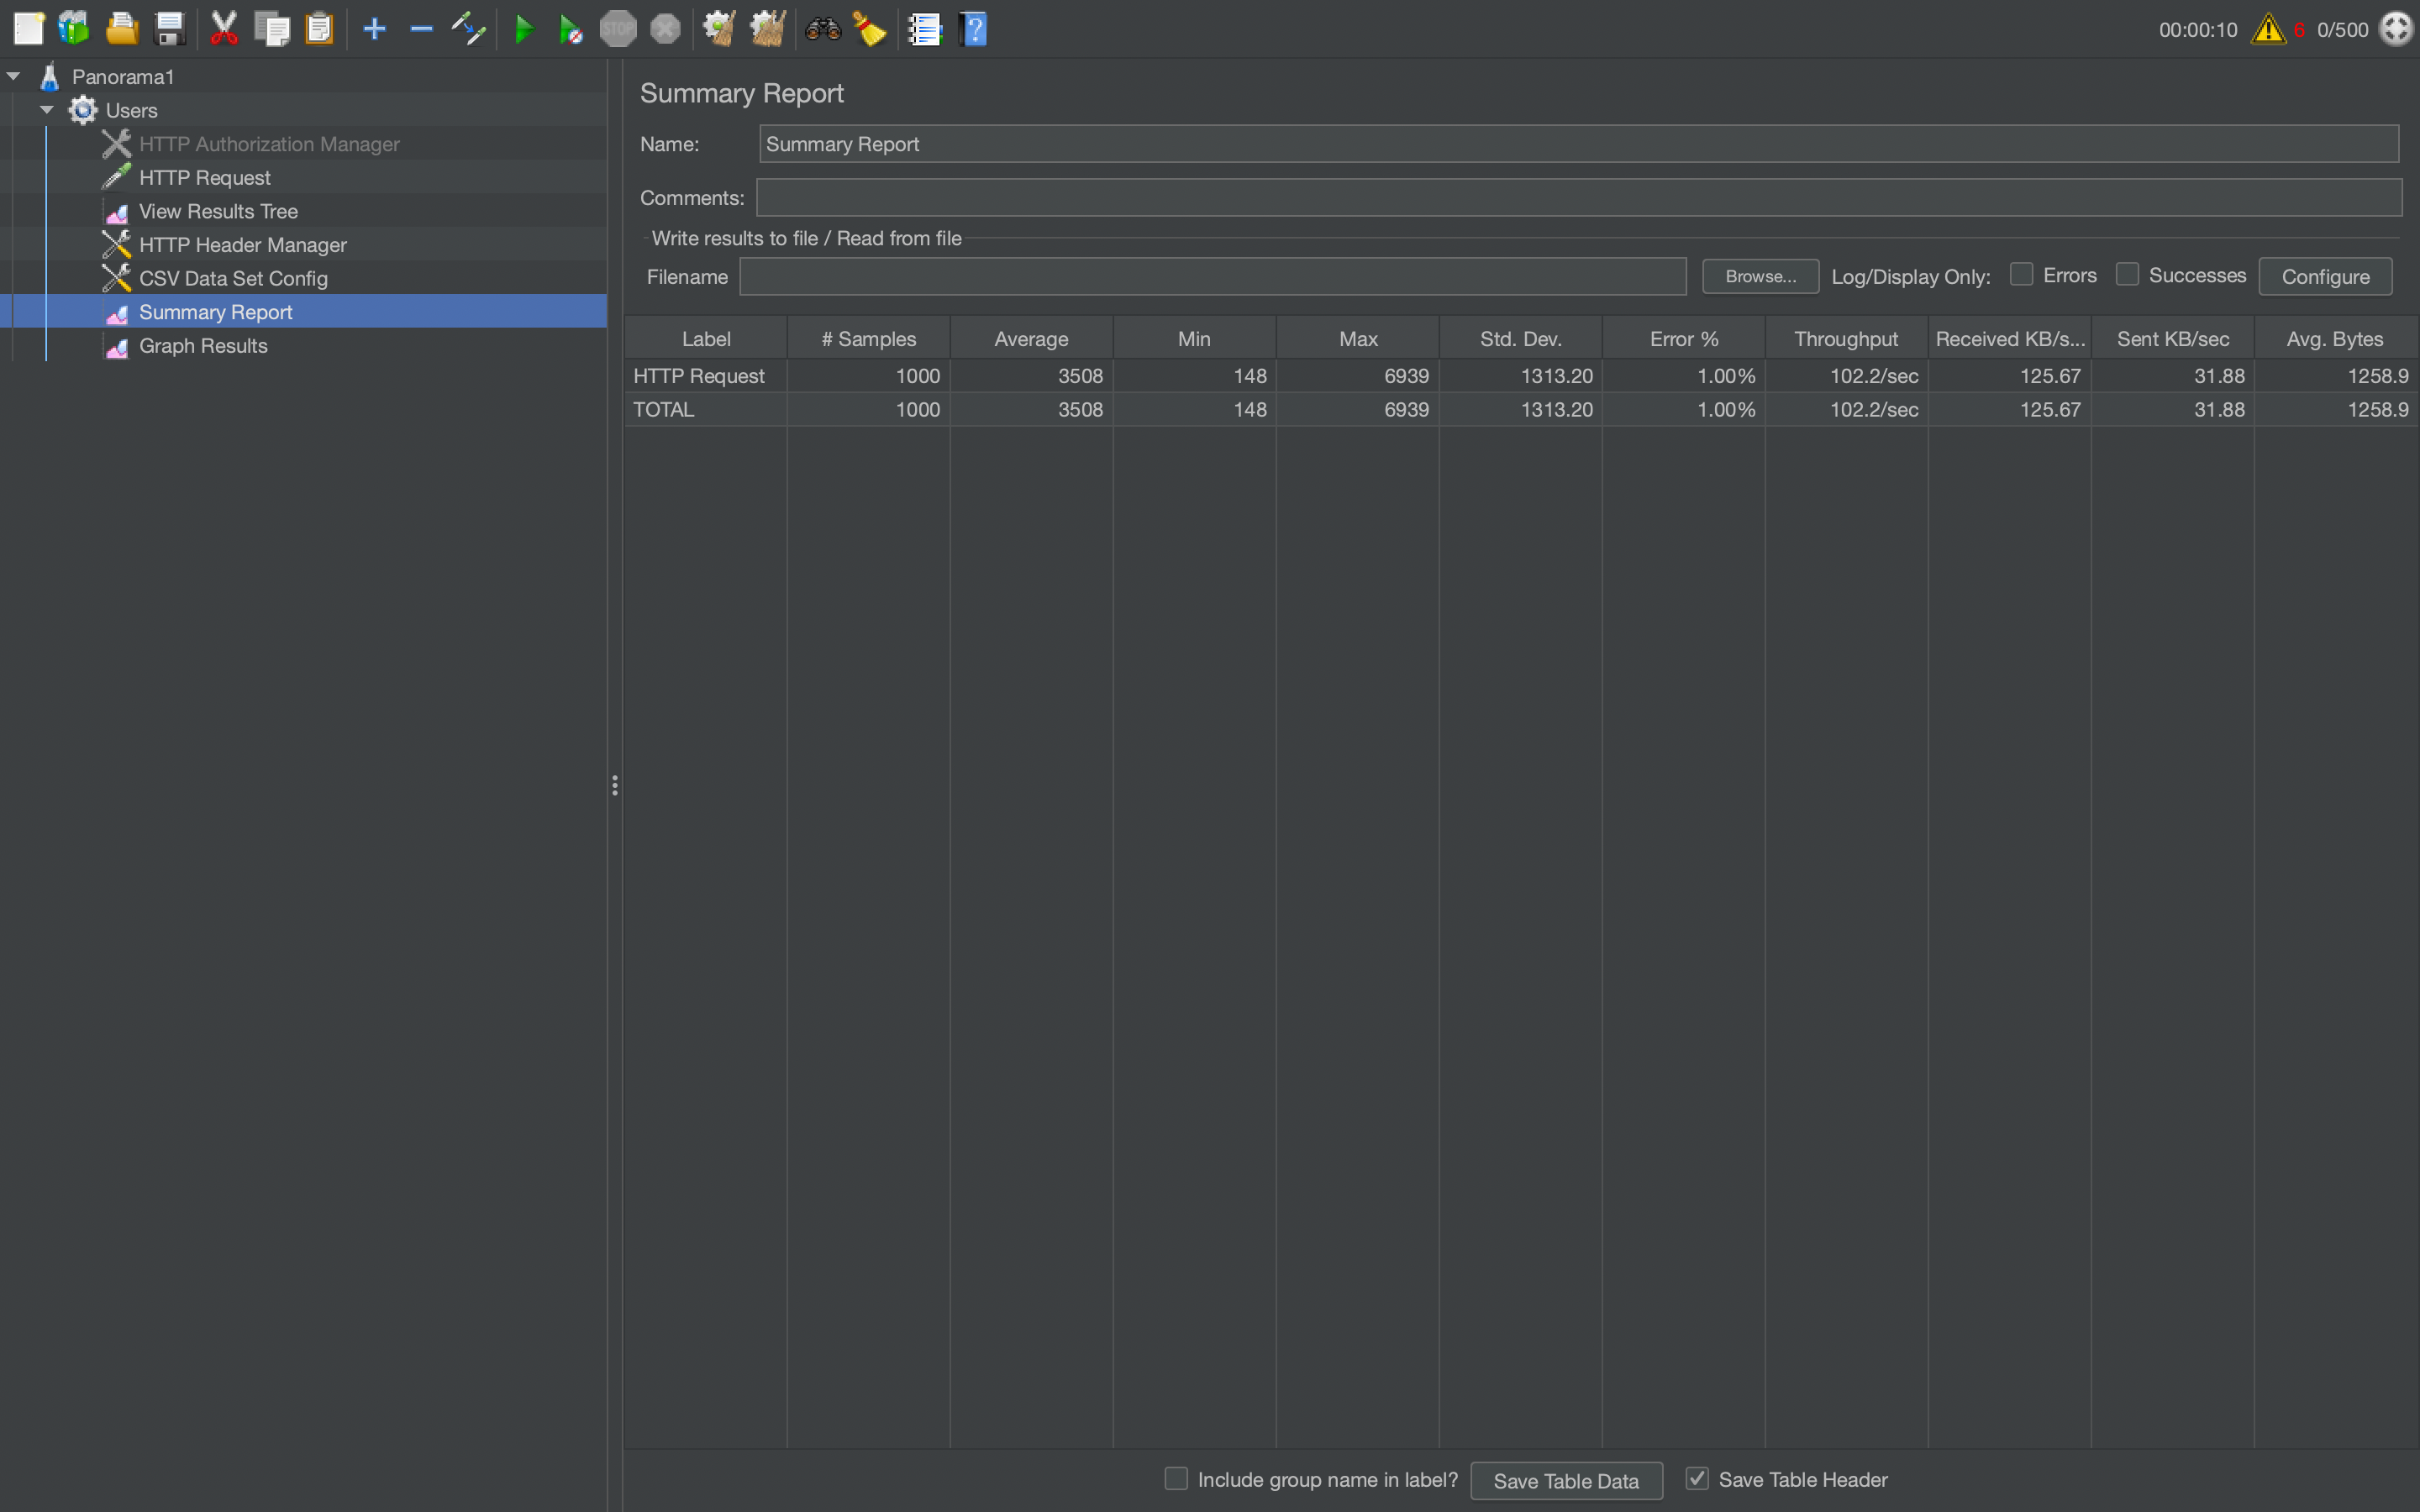 STOP
00:00:10 6 0/500
Panorama1
Users
HTTP Authorization Manager
HTTP Request
View Results Tree
HTTP Header Manager
CSV Data Set Config
Summary Report
Graph Results
Summary Report
Name: Summary Report
Comments:
Write results to file / Read from file
Filename Browse... Log/Display Only: Errors Successes Configure
Label # Samples Average Min Max Std. Dev. Error % Throughput Received KB/s... Sent KB/sec Avg. Bytes
HTTP Request 1000 3508 148 6939 1313.20 1.00% 102.2/sec 125.67 31.88 1258.9
TOTAL 1000 3508 148 6939 1313.20 1.00% 102.2/sec 125.67 31.88 1258.9
Include group name in label? Save Table Data Save Table Header